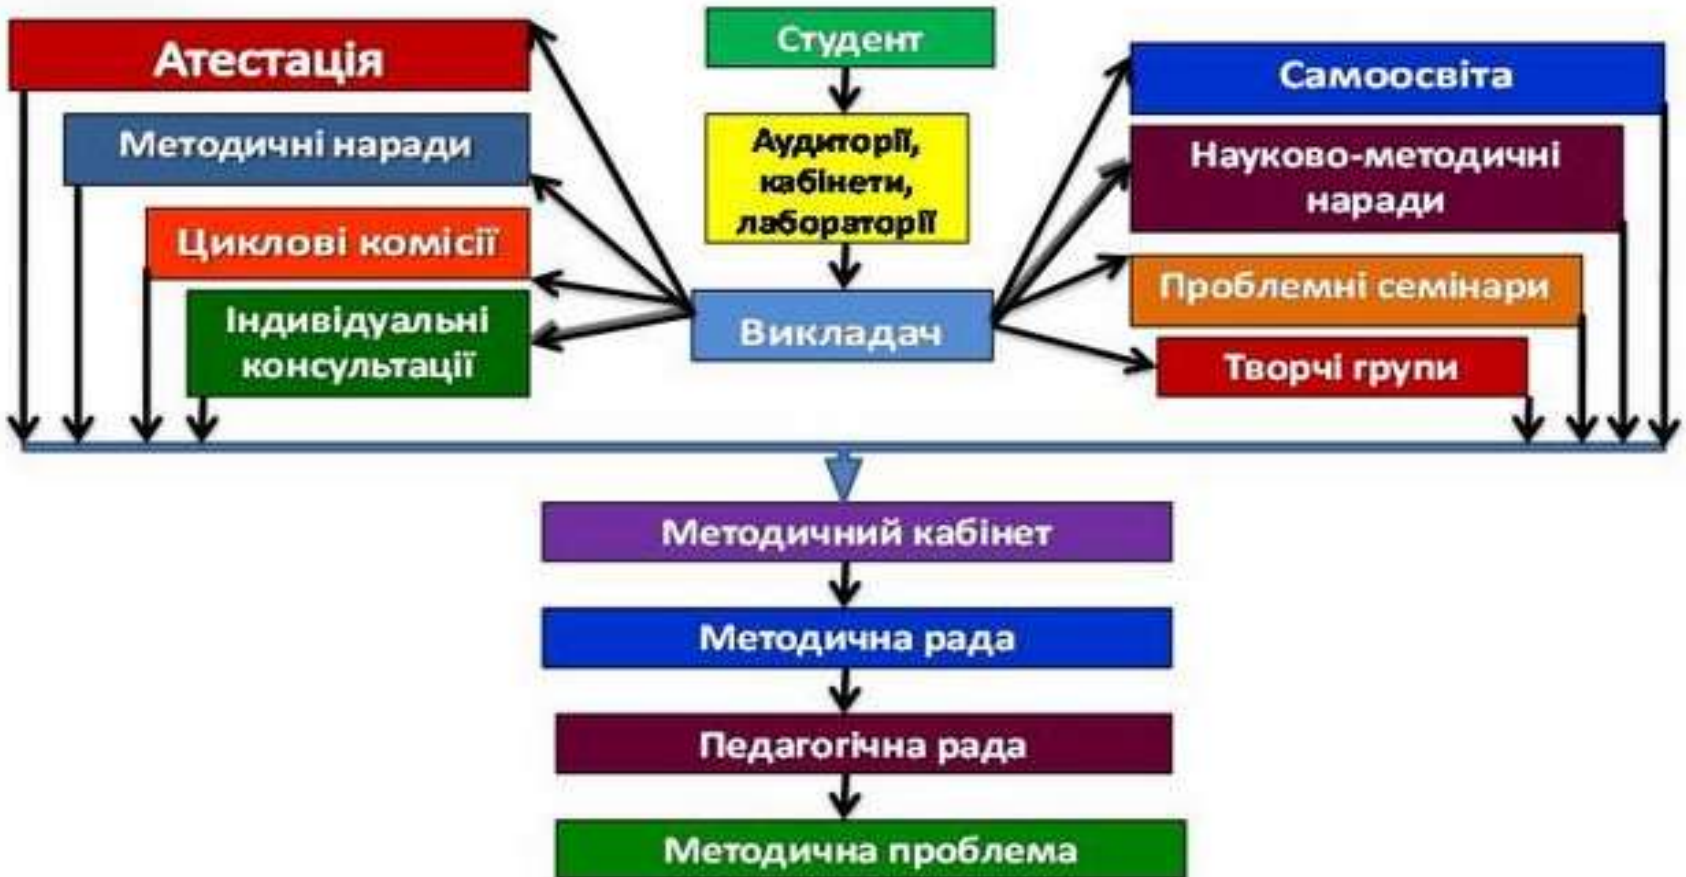 Атестація
Методичні наради
Циклові комісії
Індивідуальні
консультації
Студент
Аудиторії,
кабінети,
лабораторії
Викладач
Самоосвіта
Науково-методичні
наради
Проблемні семінари
Творчі групи
Методичний кабінет
Методична рада
Педагогічна рада
Методична проблема